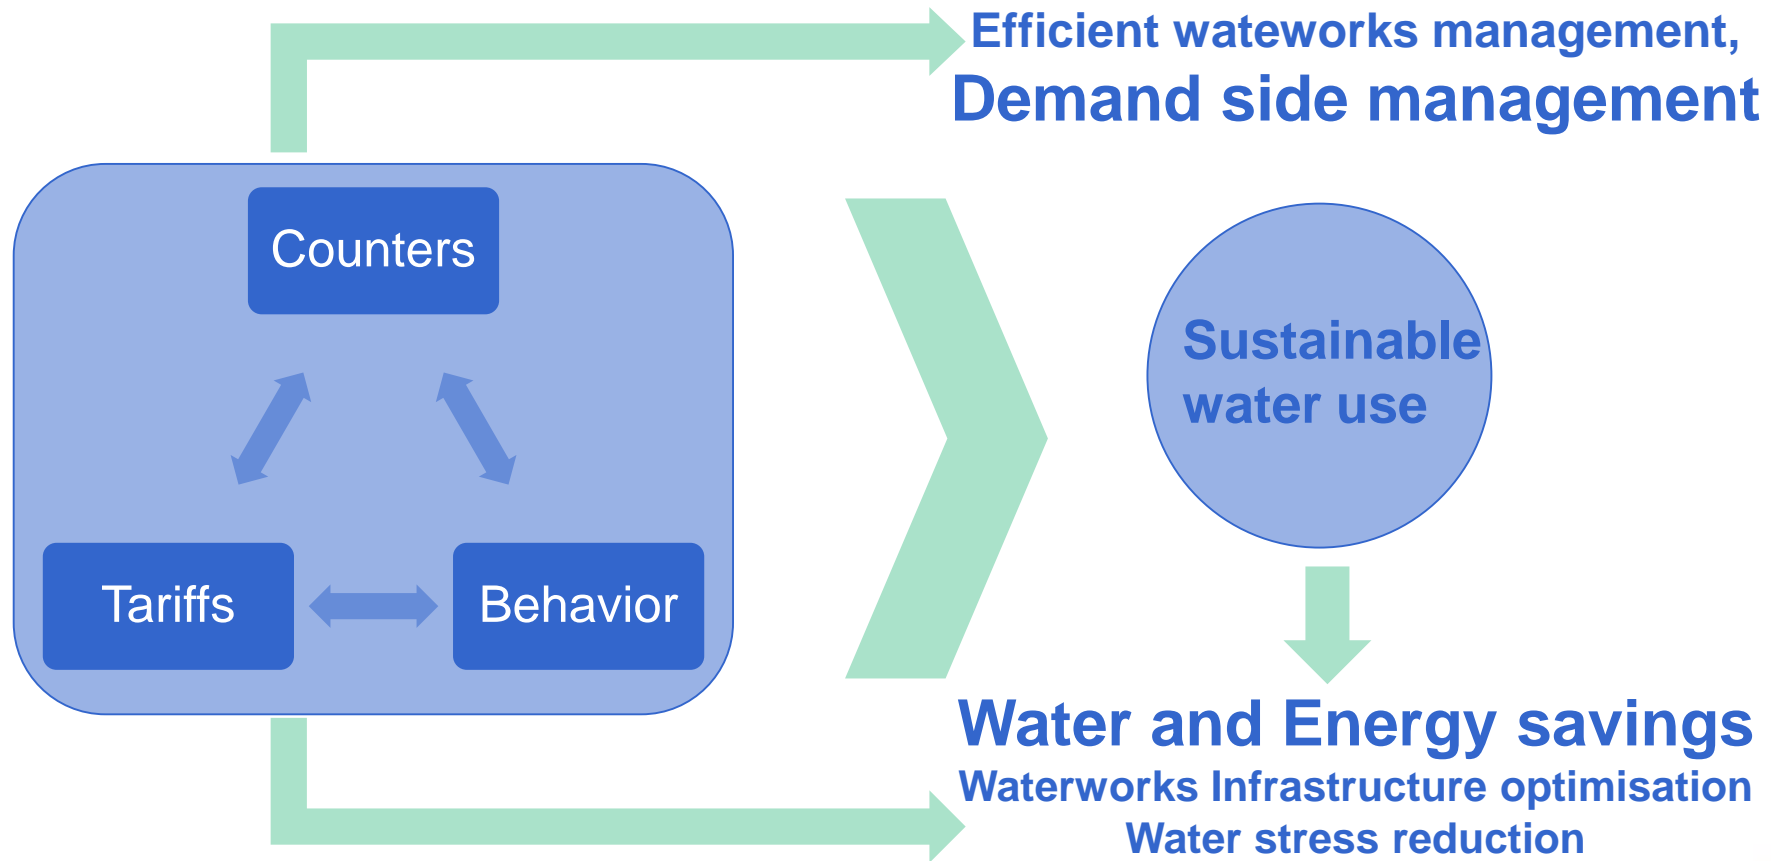 Efficient wateworks management,
Demand side management
Counters
Tariffs
Behavior
Sustainable
water use
Water and Energy savings
Waterworks Infrastructure optimisation
Water stress reduction